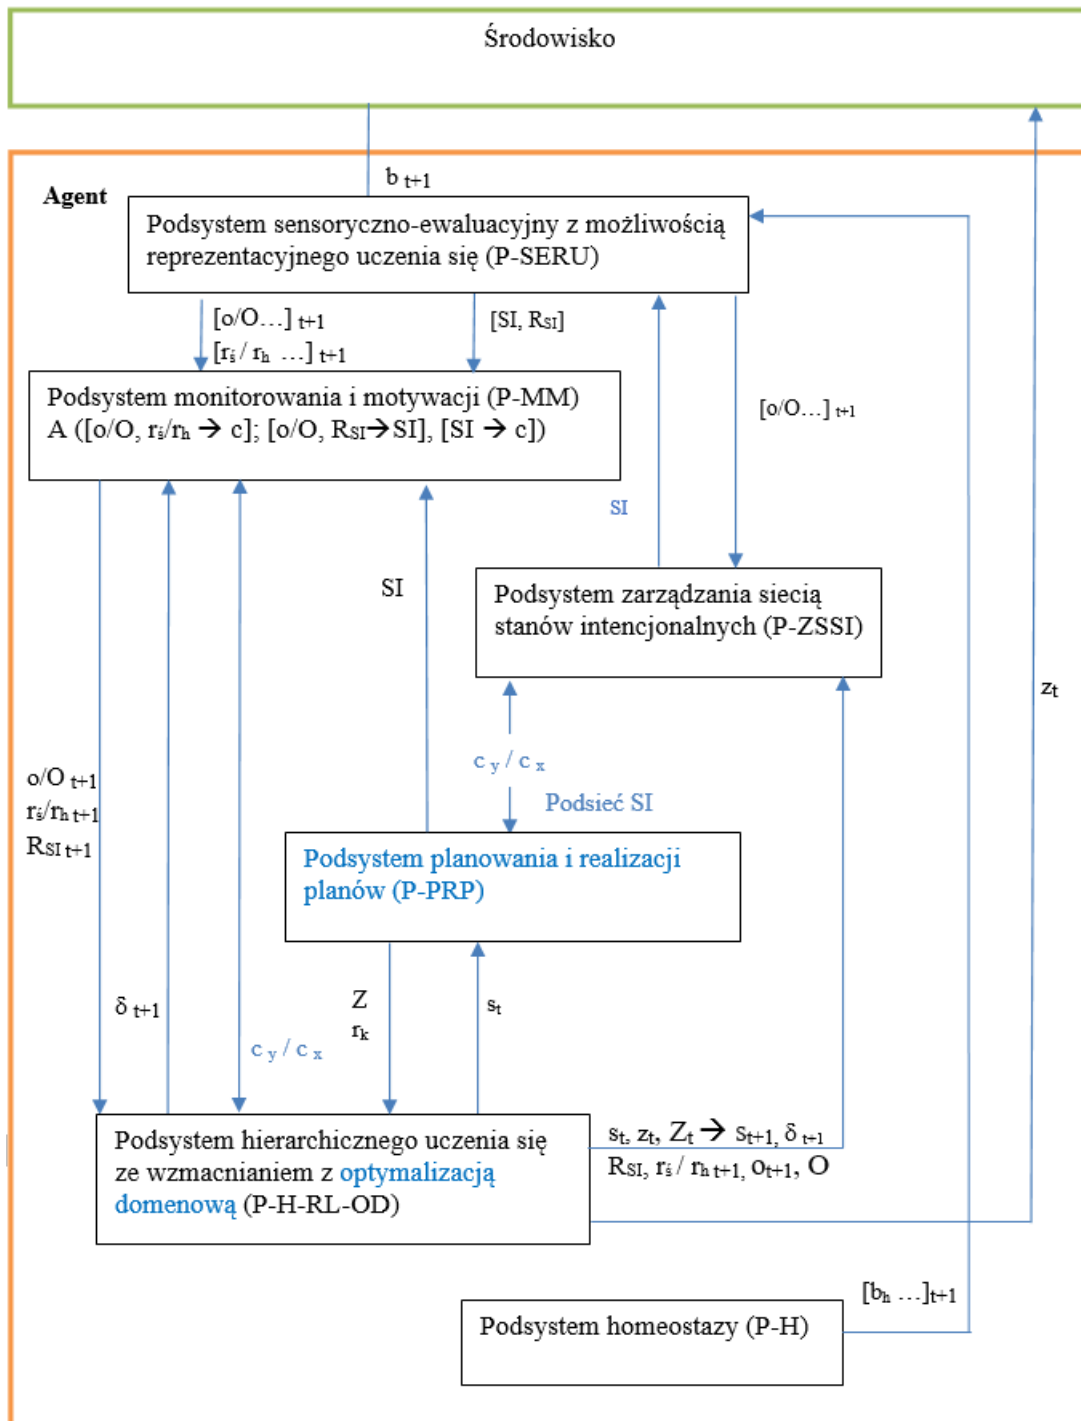 Środowisko
b t+1
Agent
Podsystem sensoryczno-ewaluacyjny z możliwością
reprezentacyjnego uczenia się (P-SERU)
[o/O…] t+1
[rś / rh …] t+1
[SI, RSI]
Podsystem monitorowania i motywacji (P-MM)
A ([o/O, rś/rh → c]; [o/O, RSI→SI], [SI → c])
[o/O…] t+1
SI
SI
Podsystem zarządzania siecią
stanów intencjonalnych (P-ZSSI)
zt
c y / c x
Podsieć SI
o/O t+1
rś/rh t+1
RSI t+1
Podsystem planowania i realizacji
planów (P-PRP)
δ t+1
Z
rk
st
c y / c x
Podsystem hierarchicznego uczenia się
ze wzmacnianiem z optymalizacją
domenową (P-H-RL-OD)
st, zt, Zt → st+1, δ t+1
RSI, rś / rh t+1, ot+1, O
[bh …]t+1
Podsystem homeostazy (P-H)